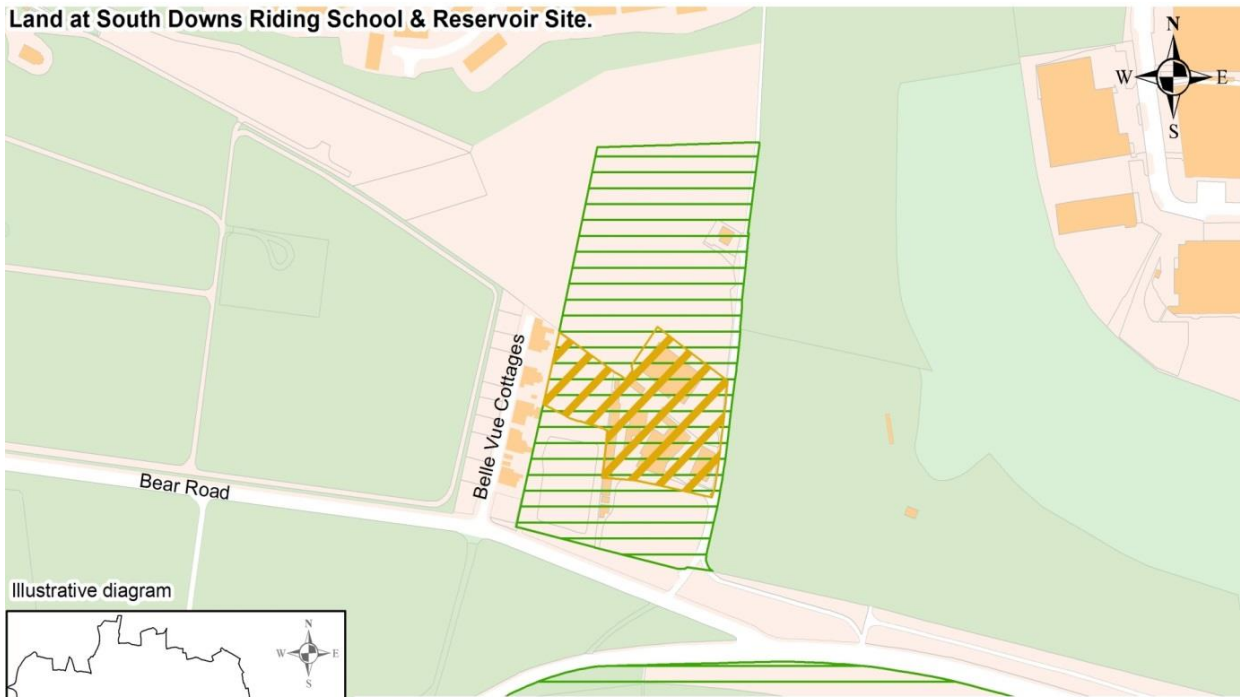 Land at South Downs Riding School & Reservoir Site.
N
W E
S
Belle Vue Cottages
Bear Road
Illustrative diagram
N
W E
S